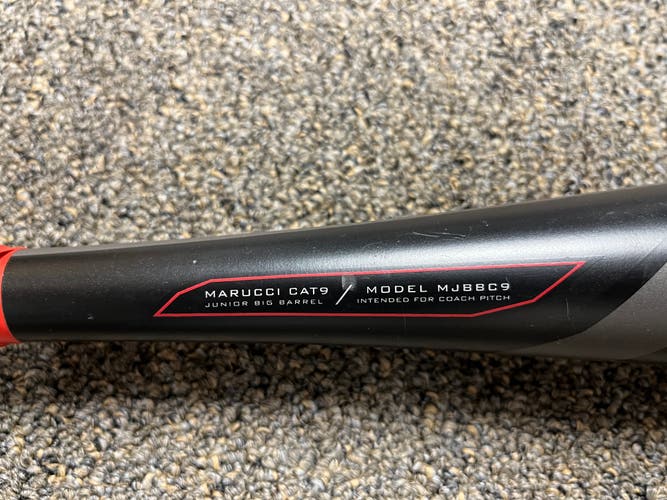 MARUCCI CAT9 / MODEL MJBBC9
JUNIOR BIG BARREL INTENDED FOR COACH PITCH